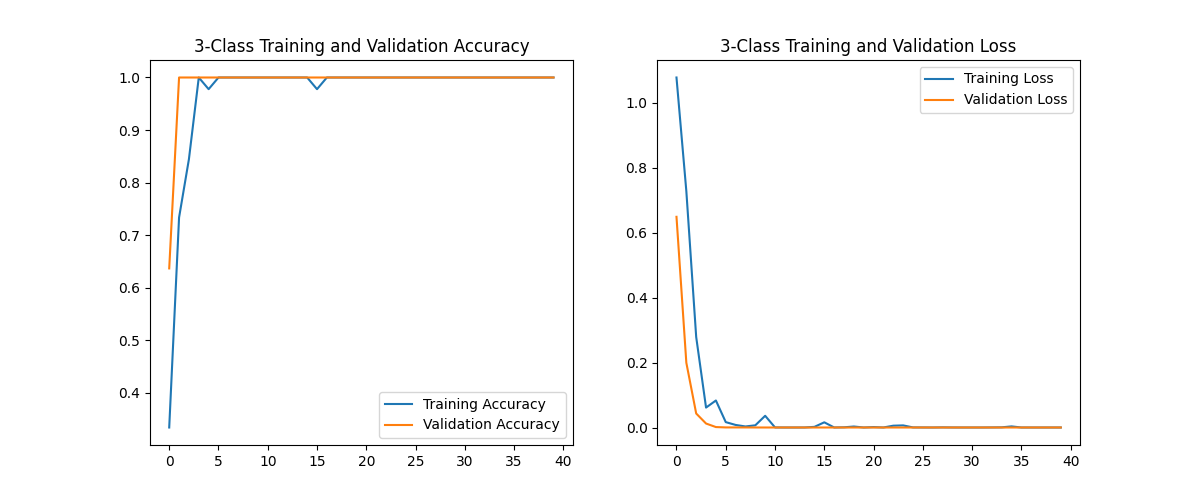 3-Class Training and Validation Accuracy
1.0
0.9
0.8
0.7
0.6
0.5
0.4
0 5 10 15 20 25 30 35 40
Training Accuracy
Validation Accuracy
3-Class Training and Validation Loss
1.0
0.8
0.6
0.4
0.2
0.0
0 5 10 15 20 25 30 35 40
Training Loss
Validation Loss